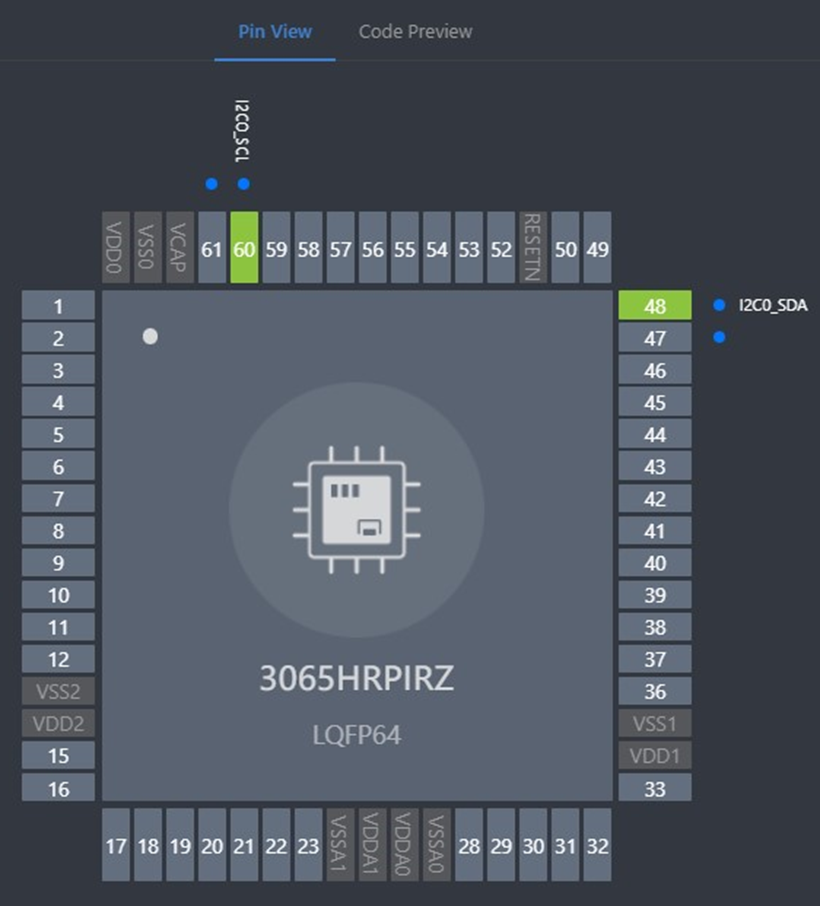 Pin View Code Preview
I2C0_SCL
VDD0 VSS0 VCAP 61 60 59 58 57 56 55 54 53 52 RESETN 50 49
1
2
3
4
5
6
7
8
9
10
11
12
VSS2
VDD2
15
16
48 I2C0_SDA
47
46
45
44
43
42
41
40
39
38
37
36
VSS1
VDD1
33
3065HRPIRZ
LQFP64
17 18 19 20 21 22 23 VSSA1 VDDA1 VDDA0 VSSA0 28 29 30 31 32